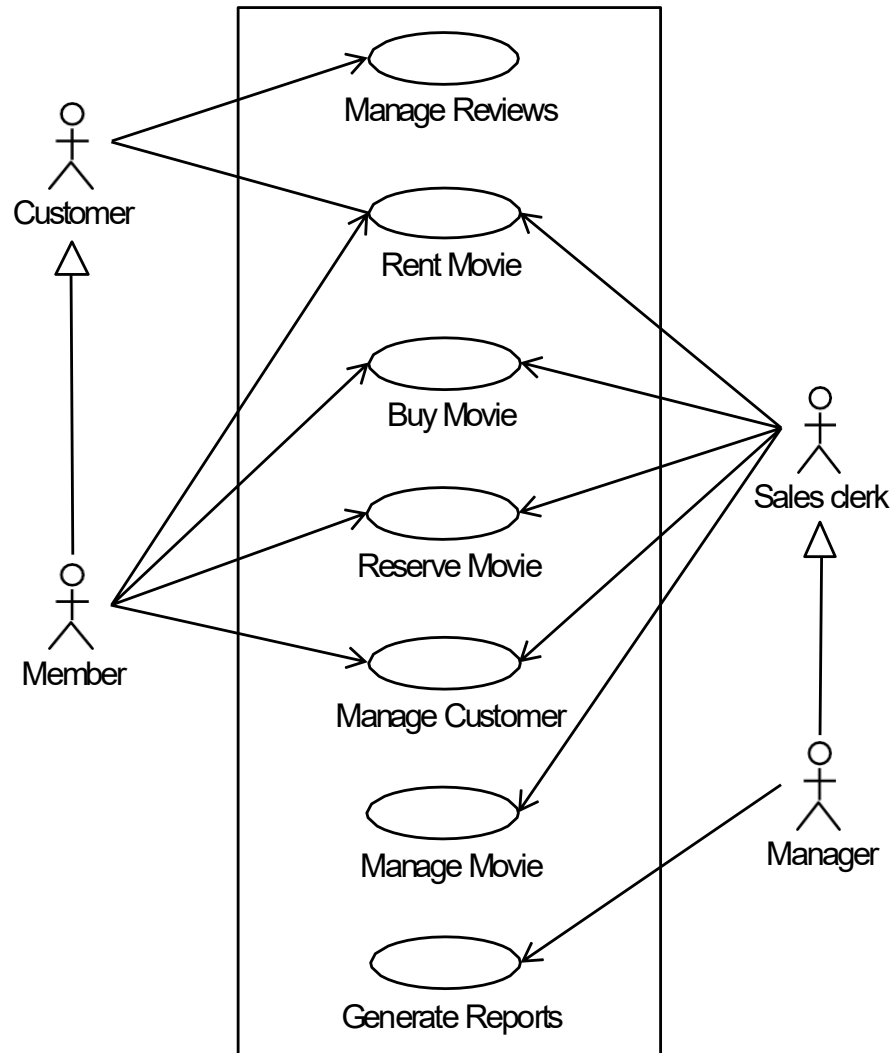 Manage Reviews
Customer
Rent Movie
Buy Movie
Sales clerk
Reserve Movie
Member
Manage Customer
Manage Movie
Manager
Generate Reports